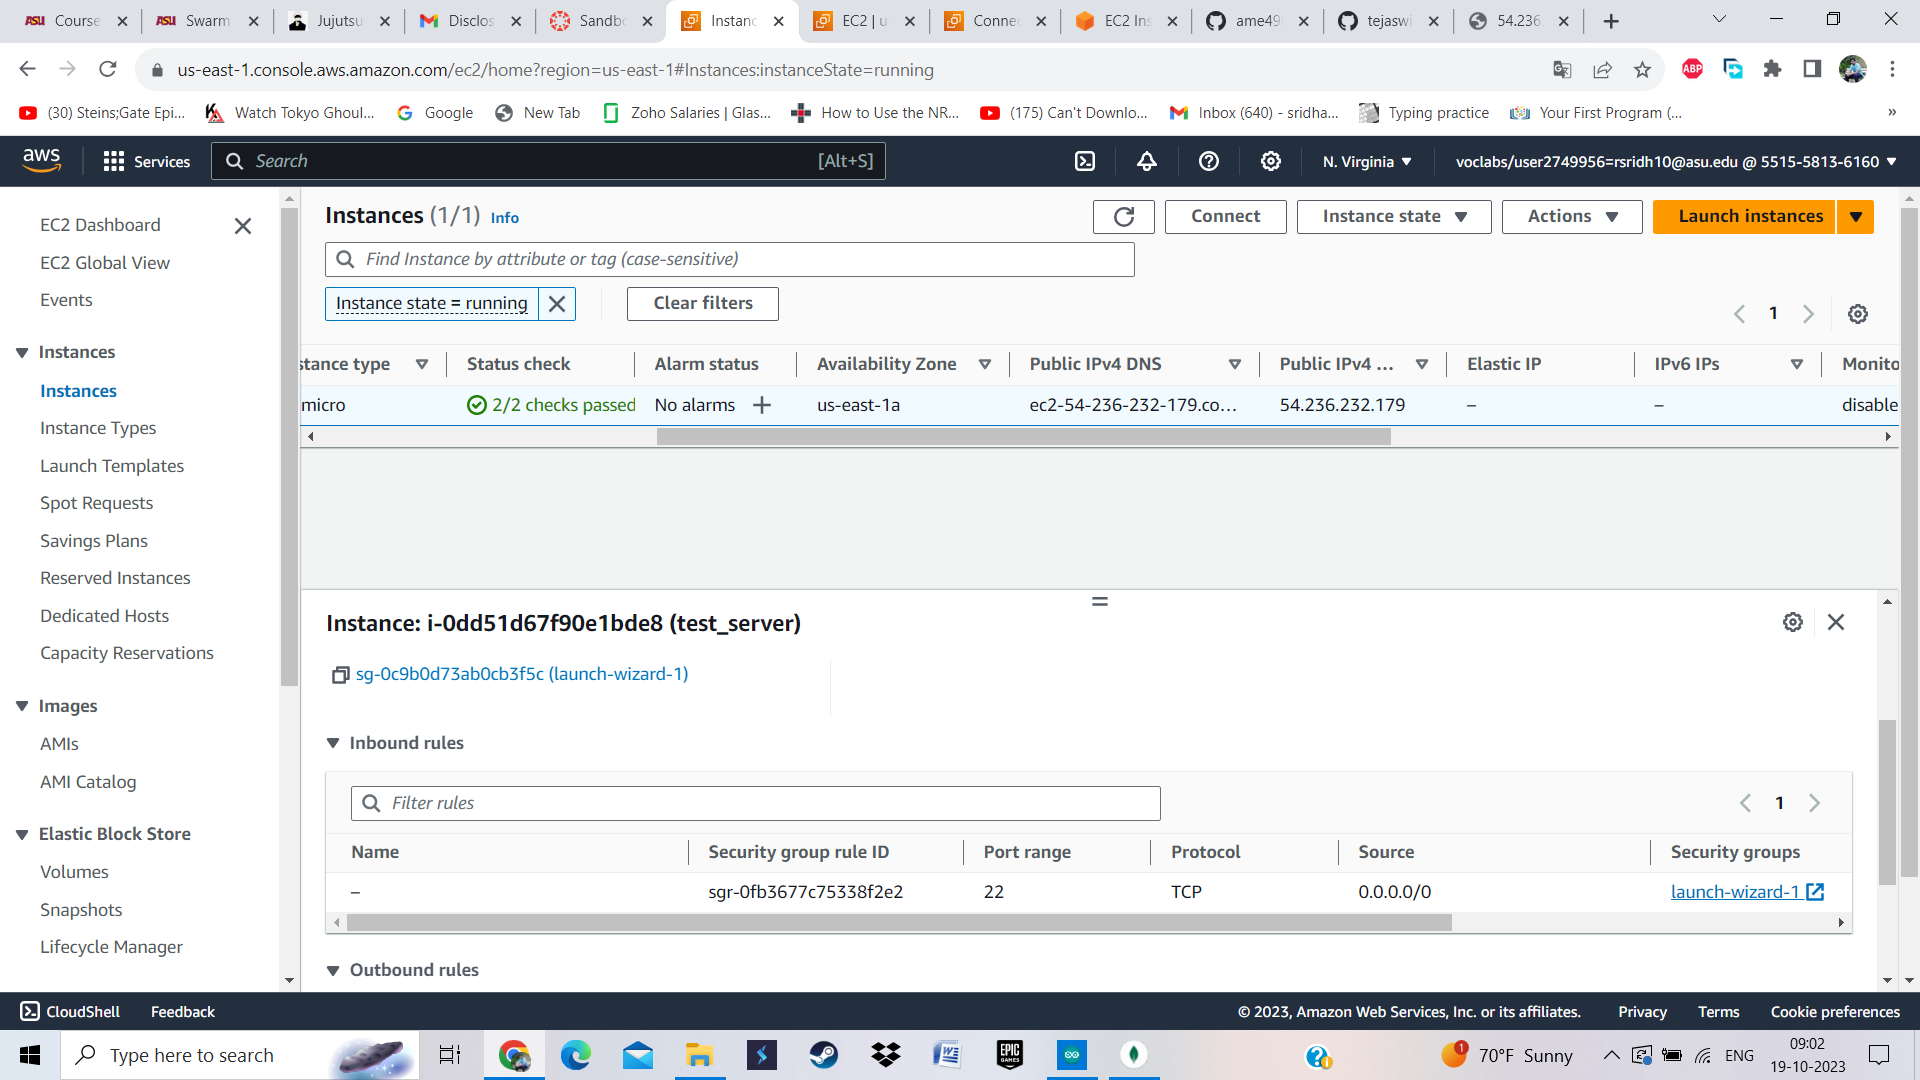 Course
Swarm
Jujutsu
Disclos
Sandbo
Instanc
EC2 | u
Connec
EC2 Ins
ame49
tejaswi
54.236
us-east-1.console.aws.amazon.com/ec2/home?region=us-east-1#Instances:instanceState=running
ABP
(30) Steins;Gate Epi...
Watch Tokyo Ghoul...
Google
New Tab
Zoho Salaries | Glas...
How to Use the NR...
(175) Can't Downlo...
Inbox (640) - sridha...
Typing practice
Your First Program (...
»
aws
Services
Search
[Alt+S]
N. Virginia
voclabs/user2749956=rsridh10@asu.edu @ 5515-5813-6160
EC2 Dashboard
EC2 Global View
Events
Instances
Instances
Instance Types
Launch Templates
Spot Requests
Savings Plans
Reserved Instances
Dedicated Hosts
Capacity Reservations
Images
AMIs
AMI Catalog
Elastic Block Store
Volumes
Snapshots
Lifecycle Manager
Instances (1/1) Info
Connect
Instance state
Actions
Launch instances
Find Instance by attribute or tag (case-sensitive)
Instance state = running
Clear filters
1
stance type
Status check
Alarm status
Availability Zone
Public IPv4 DNS
Public IPv4 ...
Elastic IP
IPv6 IPs
Monito
micro
2/2 checks passed
No alarms
us-east-1a
ec2-54-236-232-179.co...
54.236.232.179
–
–
disable
Instance: i-0dd51d67f90e1bde8 (test_server)
sg-0c9b0d73ab0cb3f5c (launch-wizard-1)
Inbound rules
Filter rules
1
Name
Security group rule ID
Port range
Protocol
Source
Security groups
–
sgr-0fb3677c75338f2e2
22
TCP
0.0.0.0/0
launch-wizard-1
Outbound rules
CloudShell
Feedback
© 2023, Amazon Web Services, Inc. or its affiliates.
Privacy
Terms
Cookie preferences
Type here to search
EPIC GAMES
1
70°F Sunny
ENG
09:02
19-10-2023